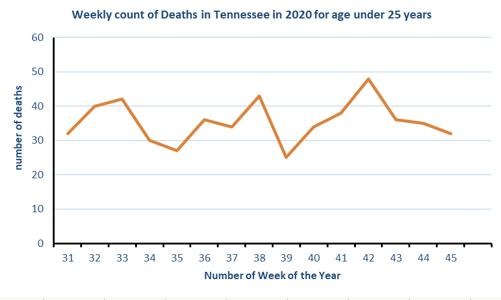 Weekly count of Deaths in Tennessee in 2020 for age under 25 years
number of deaths
60
50
40
30
20
10
0
31 32 33 34 35 36 37 38 39 40 41 42 43 44 45
Number of Week of the Year